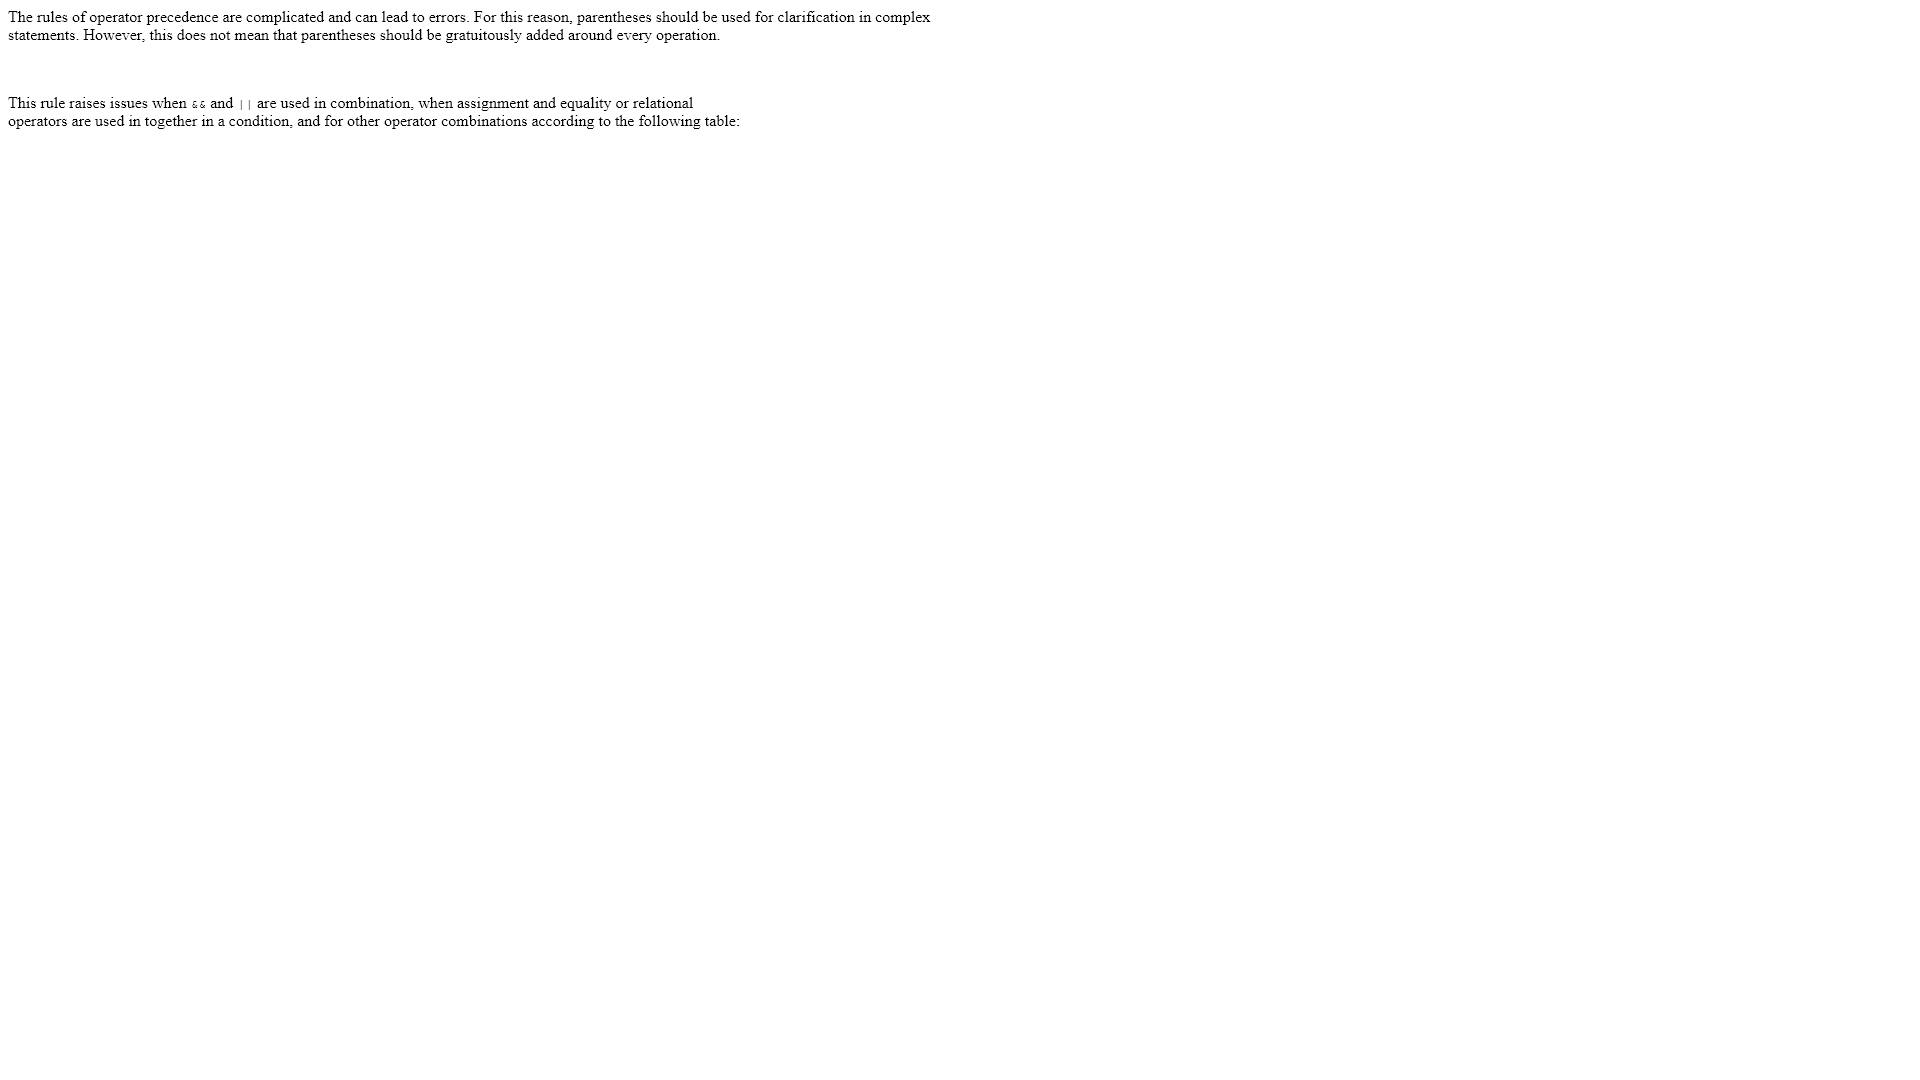 The rules of operator precedence are complicated and can lead to errors. For this reason, parentheses should be used for clarification in complex
statements. However, this does not mean that parentheses should be gratuitously added around every operation.
This rule raises issues when && and || are used in combination, when assignment and equality or relational
operators are used in together in a condition, and for other operator combinations according to the following table: